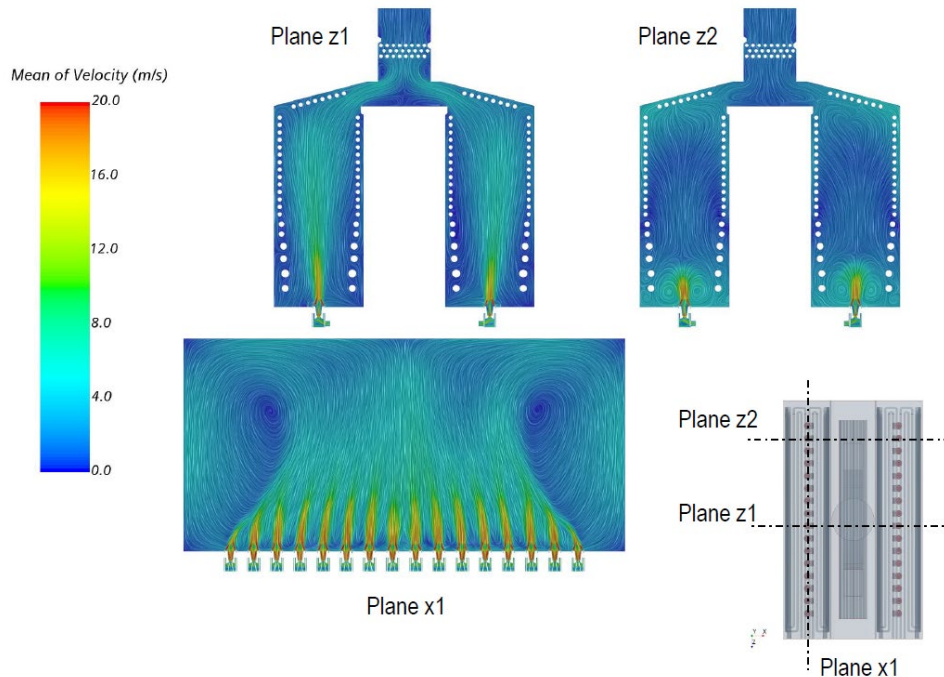 Plane z1
Plane z2
Mean of Velocity (m/s)
20.0
16.0
12.0
8.0
4.0
0.0
Plane z2
Plane z1
Plane x1
Y X
Z
Plane x1